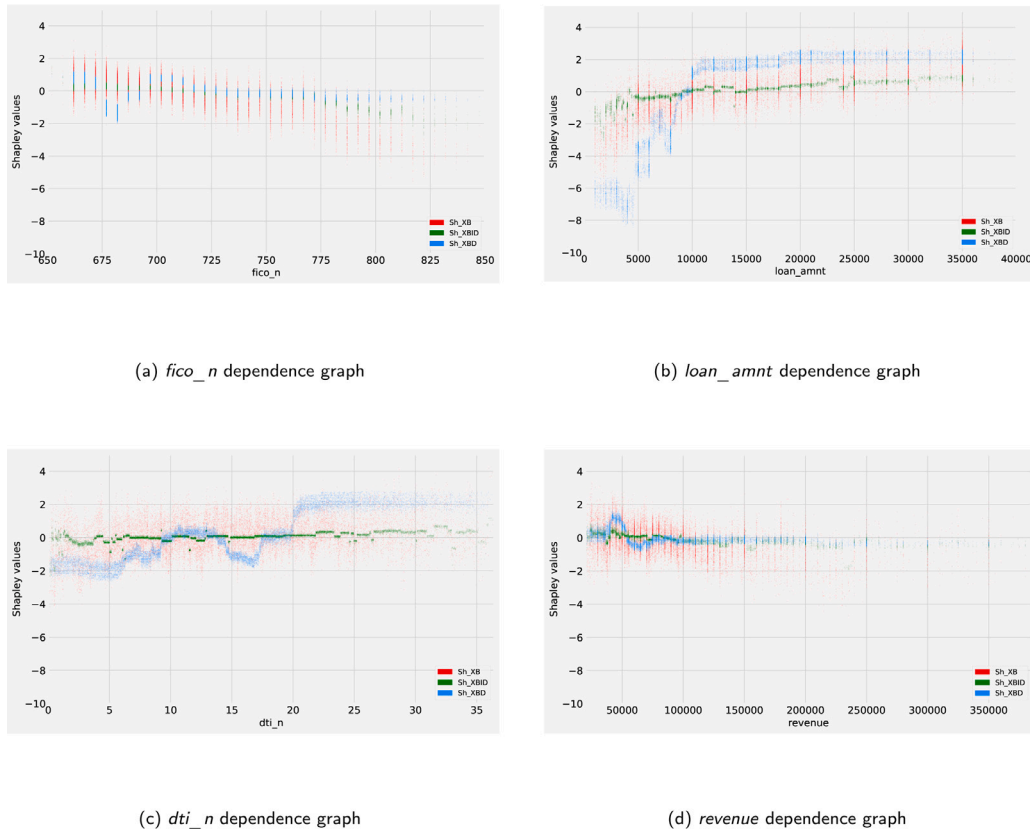 4
2
0
−2
−4
−6
−8
−10
Shapley values
650 675 700 725 750 775 800 825 850
fico_n
Sh_XB
Sh_XBID
Sh_XBD
4
2
0
−2
−4
−6
−8
−10
Shapley values
0 5000 10000 15000 20000 25000 30000 35000 40000
loan_amnt
Sh_XB
Sh_XBID
Sh_XBD
(a) fico_n dependence graph
(b) loan_amnt dependence graph
4
2
0
−2
−4
−6
−8
−10
Shapley values
0 5 10 15 20 25 30 35
dti_n
Sh_XB
Sh_XBID
Sh_XBD
4
2
0
−2
−4
−6
−8
−10
Shapley values
50000 100000 150000 200000 250000 300000 350000
revenue
Sh_XB
Sh_XBID
Sh_XBD
(c) dti_n dependence graph
(d) revenue dependence graph